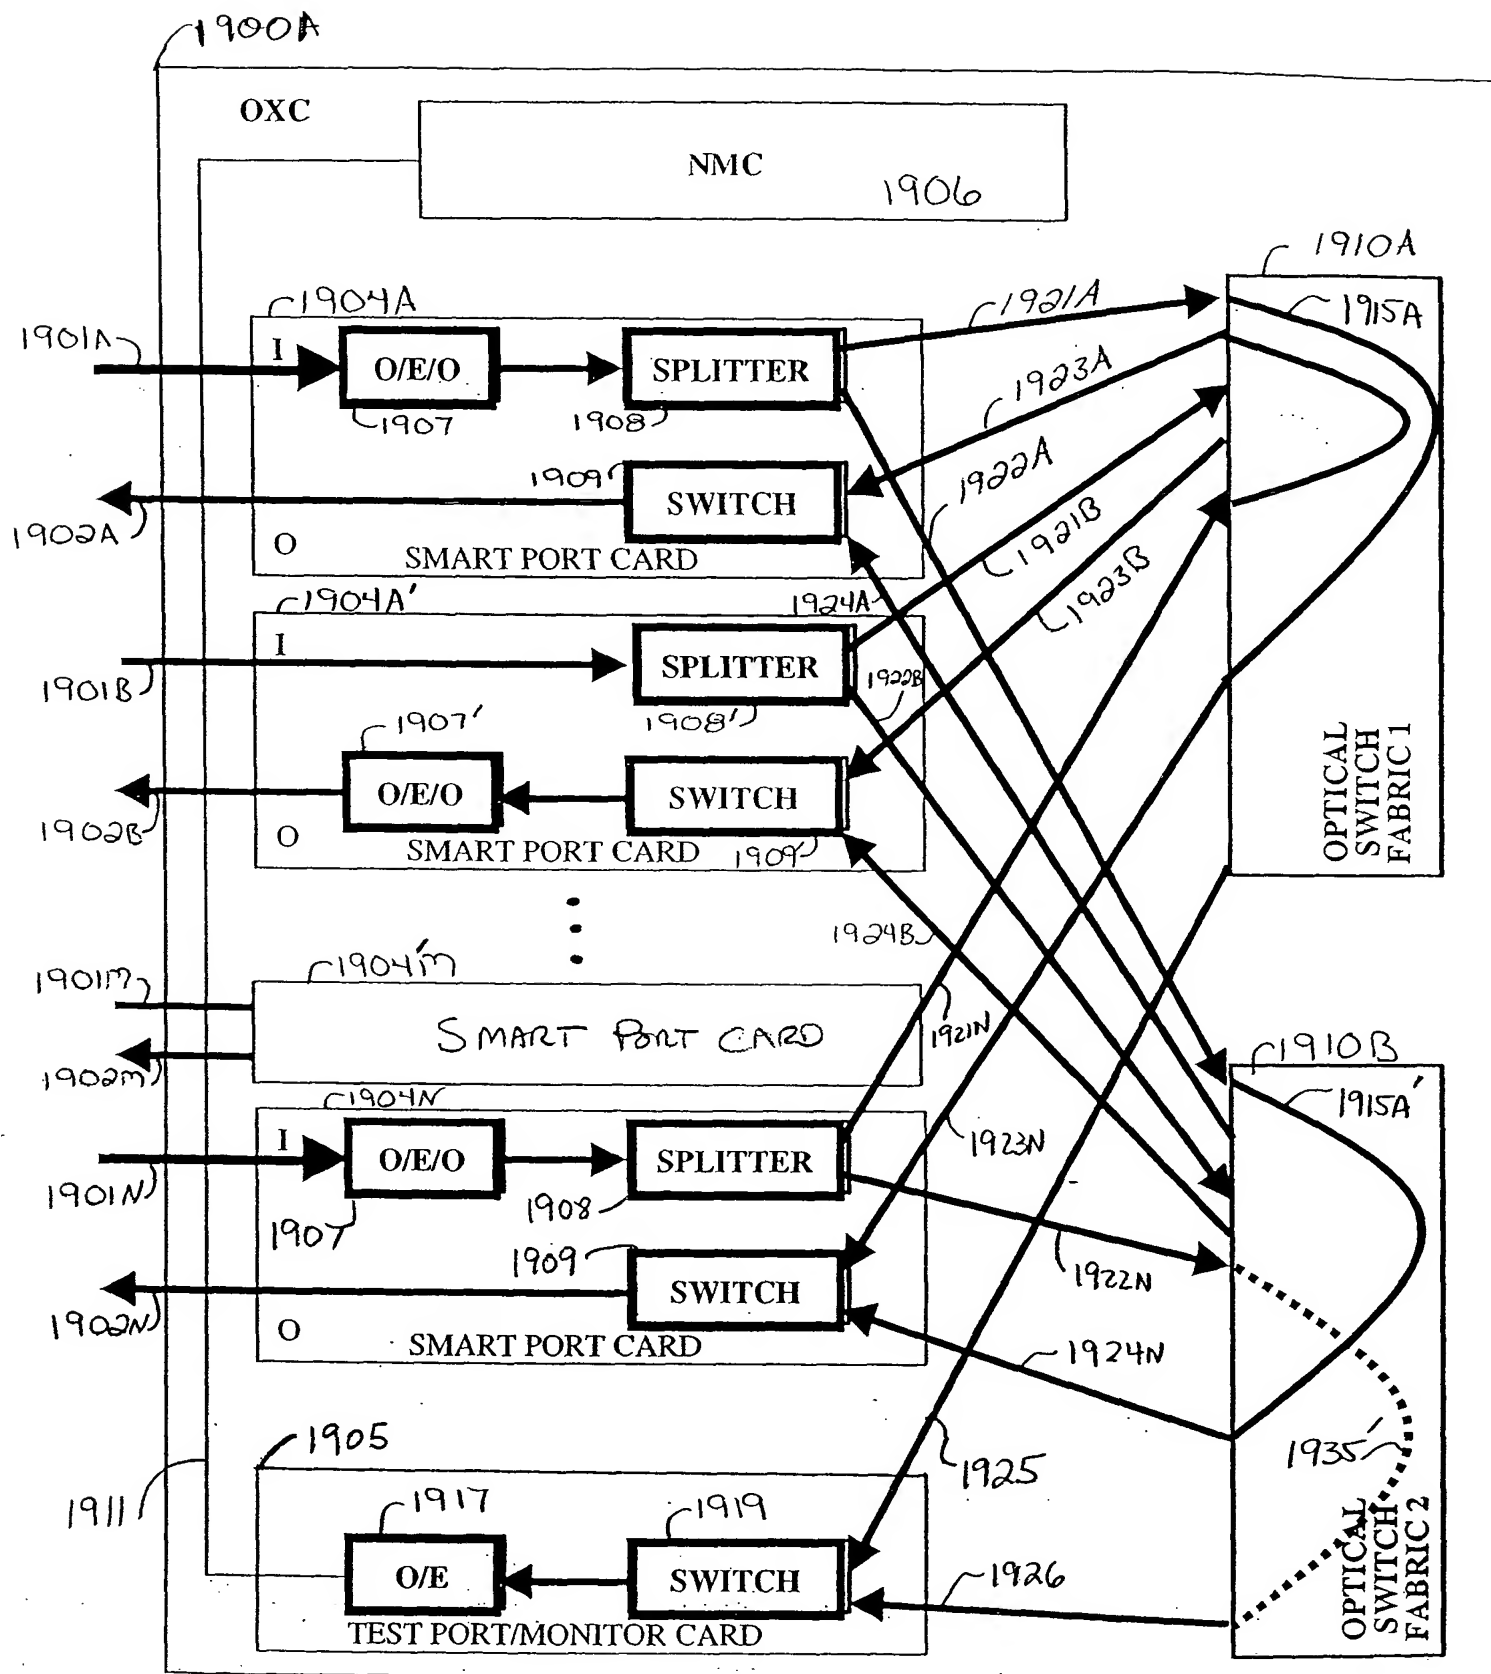 1900A
OXC
NMC
1906
1910A
1904A
1921A
1915A
1901A
I
O/E/O
SPLITTER
1907
1908
1923A
1909
SWITCH
1922A
1902A
O
SMART PORT CARD
1921B
1923B
1904A'
1924A
I
SPLITTER
1922B
1901B
1908'
1907'
O/E/O
SWITCH
1902B
O
SMART PORT CARD
1909'
OPTICAL
SWITCH
FABRIC 1
1924B
1904'M
1901M
SMART PORT CARD
1921N
1902M
1910B
1904N
1915A'
I
O/E/O
SPLITTER
1923N
1901N
1907
1908
1909
1922N
SWITCH
1902N
O
SMART PORT CARD
1924N
1905
1935'
1925
1911
1917
1919
O/E
SWITCH
1926
TEST PORT/MONITOR CARD
OPTICAL
SWITCH
FABRIC 2